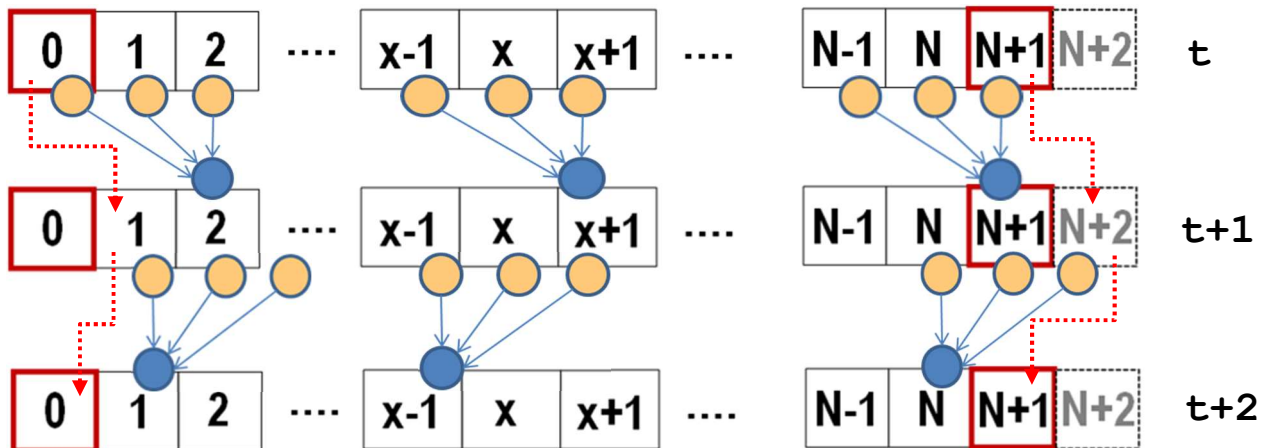 0 1 2 .... x-1 x x+1 .... N-1 N N+1 N+2 t
0 1 2 .... x-1 x x+1 .... N-1 N N+1 N+2 t+1
0 1 2 .... x-1 x x+1 .... N-1 N N+1 N+2 t+2